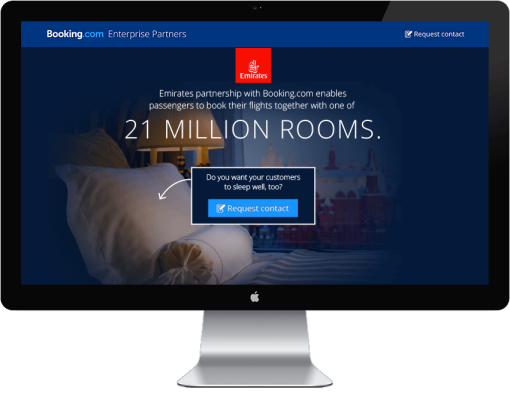 Booking.com Enterprise Partners
Request contact
Emirates
Emirates partnership with Booking.com enables
passengers to book their flights together with one of
21 MILLION ROOMS.
Do you want your customers
to sleep well, too?
Request contact